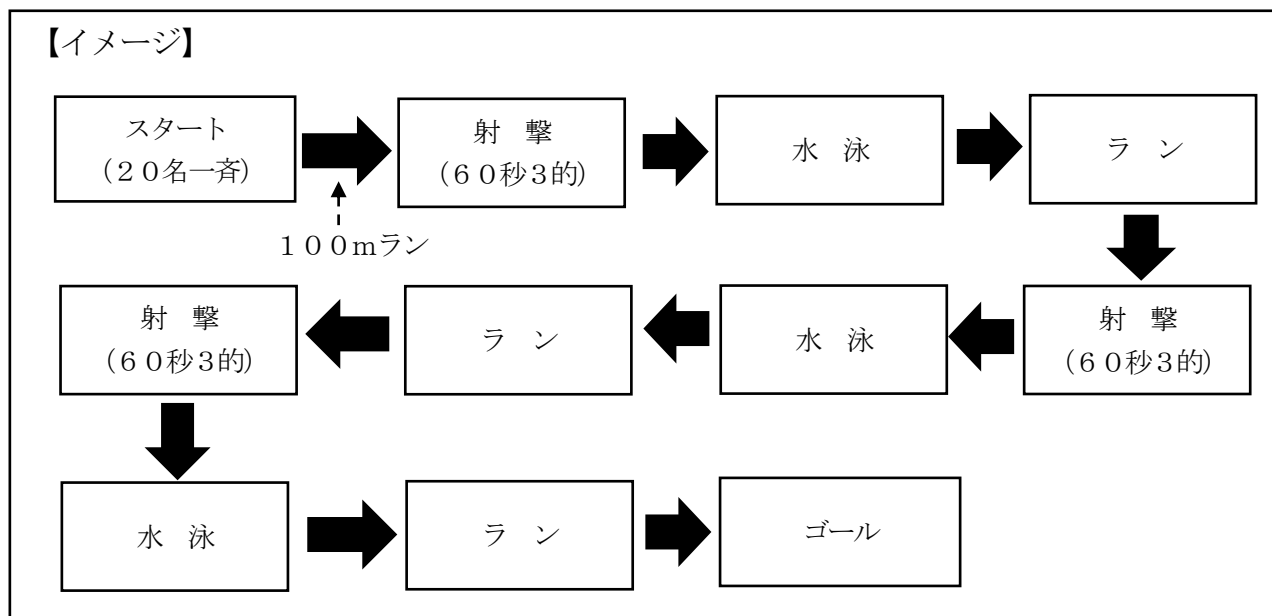 【イメージ】
スタート
(20名一斉)
100mラン
射 撃
(60秒3的)
水 泳
ラ ン
射 撃
(60秒3的)
水 泳
ラ ン
射 撃
(60秒3的)
水 泳
ラ ン
ゴール